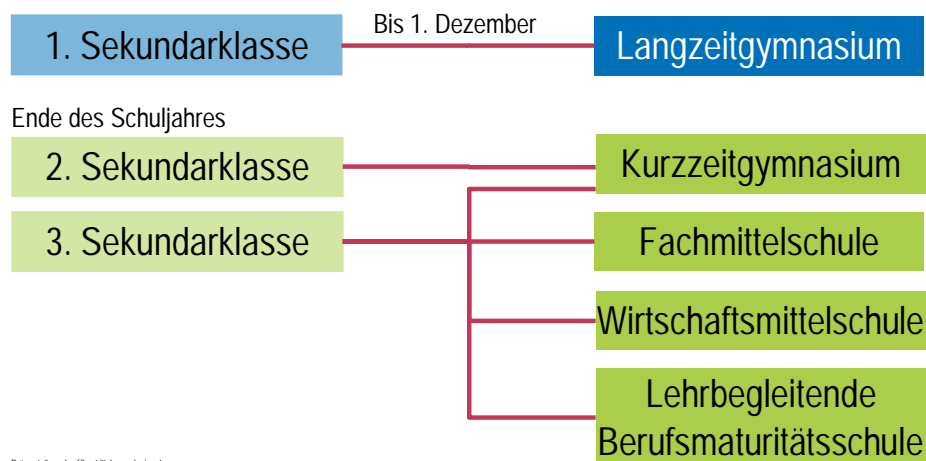 Bis 1. Dezember
1. Sekundarklasse
Langzeitgymnasium
Ende des Schuljahres
2. Sekundarklasse
Kurzzeitgymnasium
3. Sekundarklasse
Fachmittelschule
Wirtschaftsmittelschule
Lehrbegleitende
Berufsmaturitätsschule